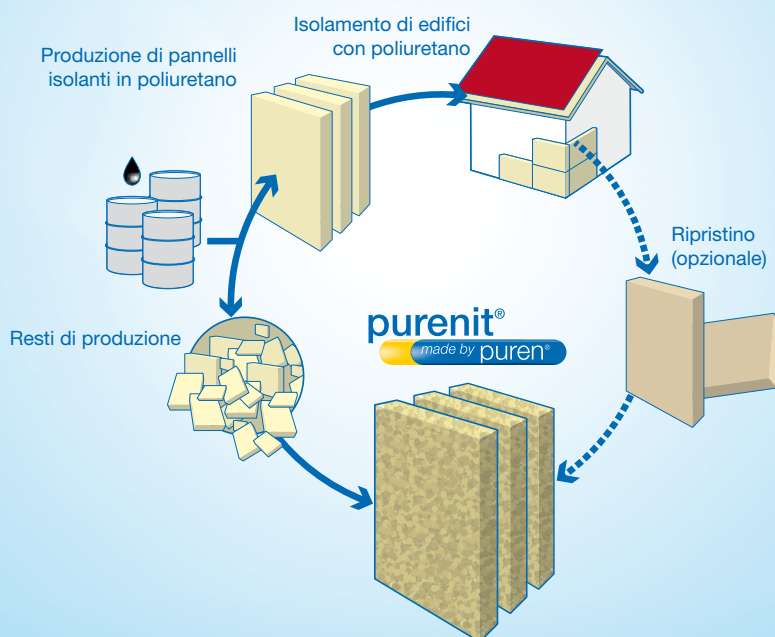 Isolamento di edifici
con poliuretano
Produzione di pannelli
isolanti in poliuretano
Ripristino
(opzionale)
Resti di produzione
purenit®
made by puren®